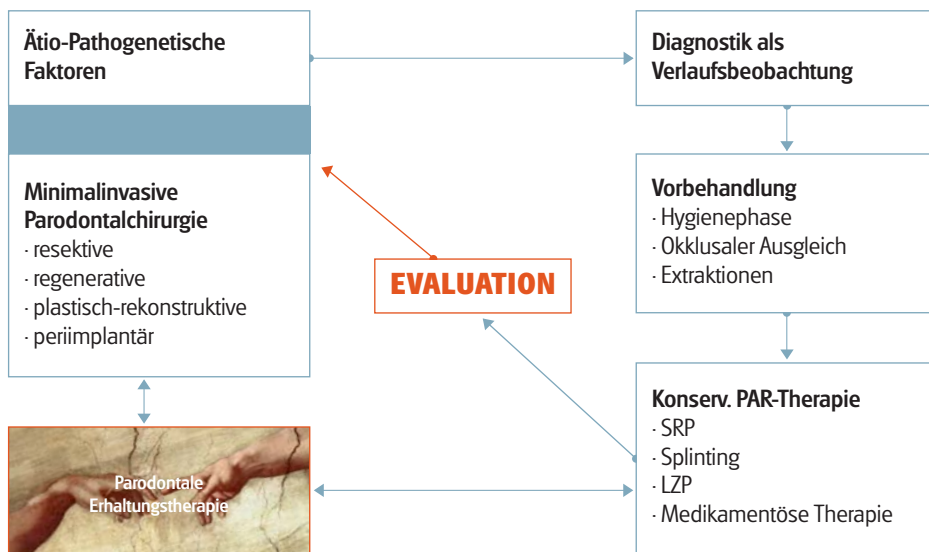 Ätio-Pathogenetische
Faktoren
Diagnostik als
Verlaufsbeobachtung
Minimalinvasive
Parodontalchirurgie
· resektive
· regenerative
· plastisch-rekonstruktive
· periimplantär
Vorbehandlung
· Hygienephase
· Okklusaler Ausgleich
· Extraktionen
EVALUATION
Konserv. PAR-Therapie
· SRP
· Splinting
· LZP
· Medikamentöse Therapie
Parodontale
Erhaltungstherapie